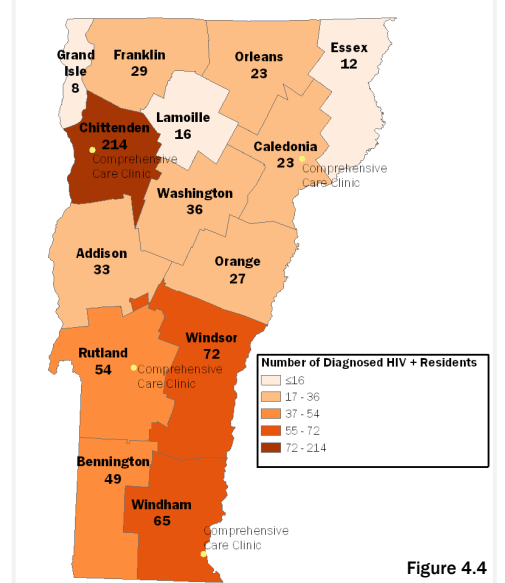 Grand
Isle
8
Franklin
29
Orleans
23
Essex
12
Lamoille
16
Chittenden
214
Comprehensive
Care Clinic
Caledonia
23
Comprehensive
Care Clinic
Washington
36
Addison
33
Orange
27
Windsor
72
Rutland
54
Comprehensive
Care Clinic
Number of Diagnosed HIV + Residents
≤16
17 - 36
37 - 54
55 - 72
72 - 214
Bennington
49
Windham
65
Comprehensive
Care Clinic
Figure 4.4